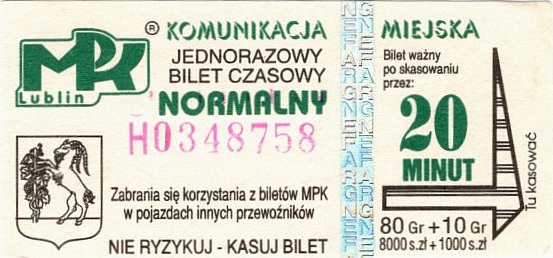 MPK
Lublin
®
KOMUNIKACJA MIEJSKA
JEDNORAZOWY
BILET CZASOWY
NORMALNY
H0348758
Zabrania się korzystania z biletów MPK
w pojazdach innych przewoźników
NIE RYZYKUJ - KASUJ BILET
NEFARGNEFARGNEF
GRAFENGRAFENGRAFEN
Bilet ważny
po skasowaniu
przez:
20
MINUT
80 Gr + 10 Gr
8000 s.zł + 1000 s.zł
Tu kasować